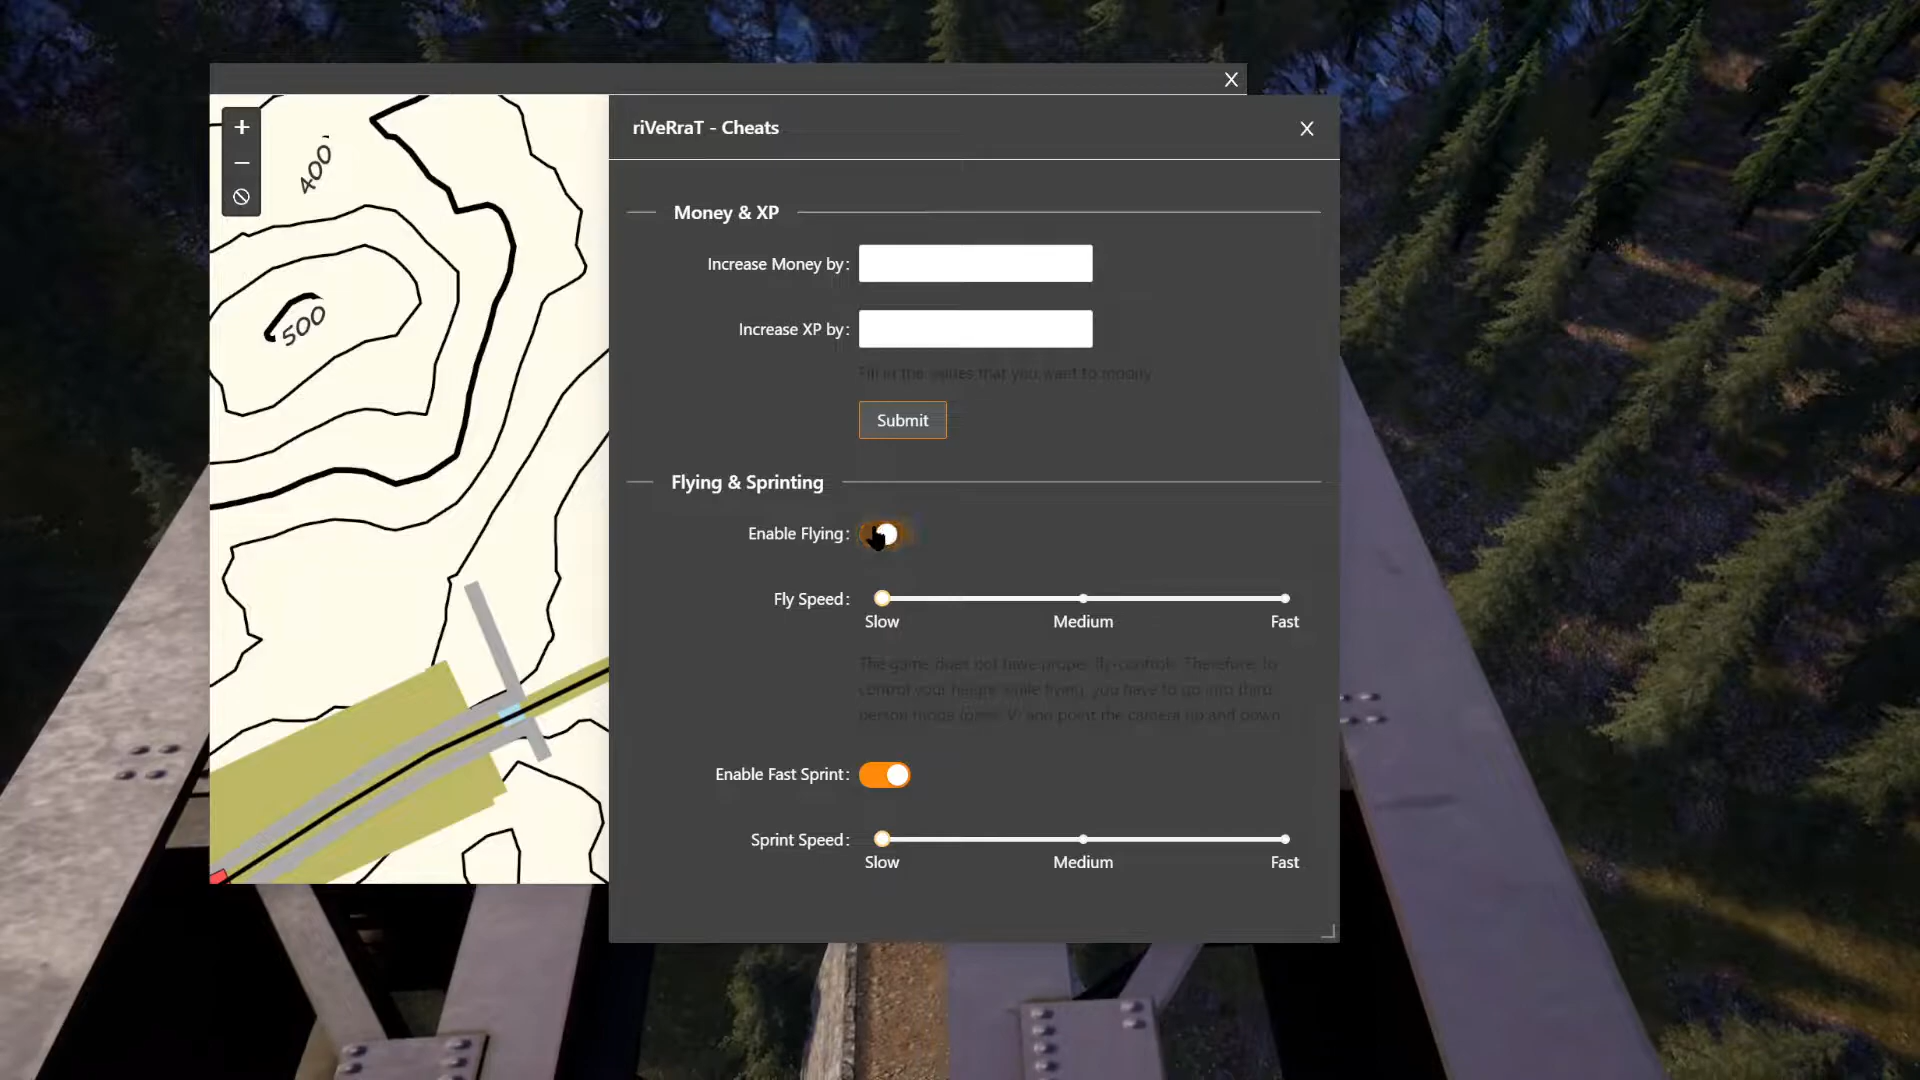 riVeRraT - Cheats
400
500
Money & XP
Increase Money by:
Increase XP by:
Fill in the values that you want to modify
Submit
Flying & Sprinting
Enable Flying:
Fly Speed:
Slow Medium Fast
The game does not have proper fly-controls. Therefore, to
control your height while flying, you have to go into third
person mode (press V) and point the camera up and down
Enable Fast Sprint:
Sprint Speed:
Slow Medium Fast